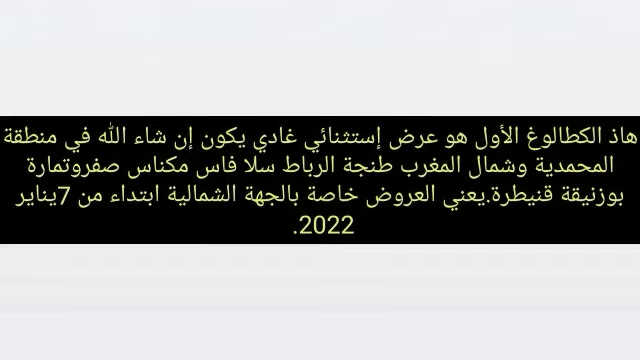 هاذ الكطالوغ الأول هو عرض إستثنائي غادي يكون إن شاء الله في منطقة
المحمدية وشمال المغرب طنجة الرباط سلا فاس مكناس صفروتمارة
بوزنيقة قنيطرة.يعني العروض خاصة بالجهة الشمالية ابتداء من 7يناير
2022.